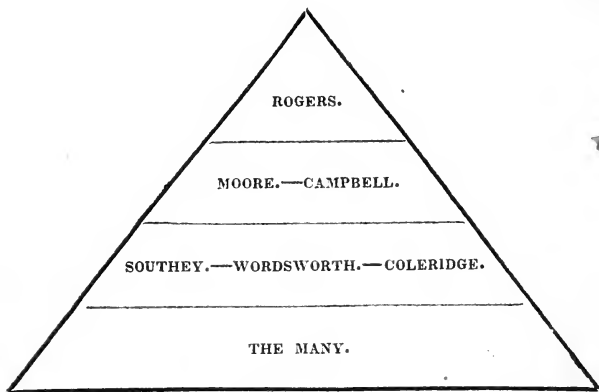 ROGERS.
MOORE.—CAMPBELL.
SOUTHEY.—WORDSWORTH.—COLERIDGE.
THE MANY.